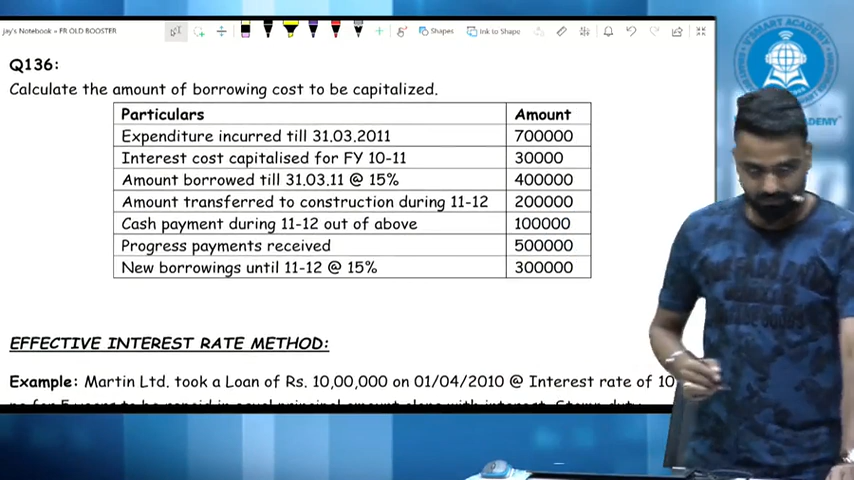 jay's Notebook » FR OLD BOOSTER
Shapes
Ink to Shape
Q136:
Calculate the amount of borrowing cost to be capitalized.
Particulars Amount
Expenditure incurred till 31.03.2011 700000
Interest cost capitalised for FY 10-11 30000
Amount borrowed till 31.03.11 @ 15% 400000
Amount transferred to construction during 11-12 200000
Cash payment during 11-12 out of above 100000
Progress payments received 500000
New borrowings until 11-12 @ 15% 300000
EFFECTIVE INTEREST RATE METHOD:
Example: Martin Ltd. took a Loan of Rs. 10,00,000 on 01/04/2010 @ Interest rate of 10
VSMART ACADEMY